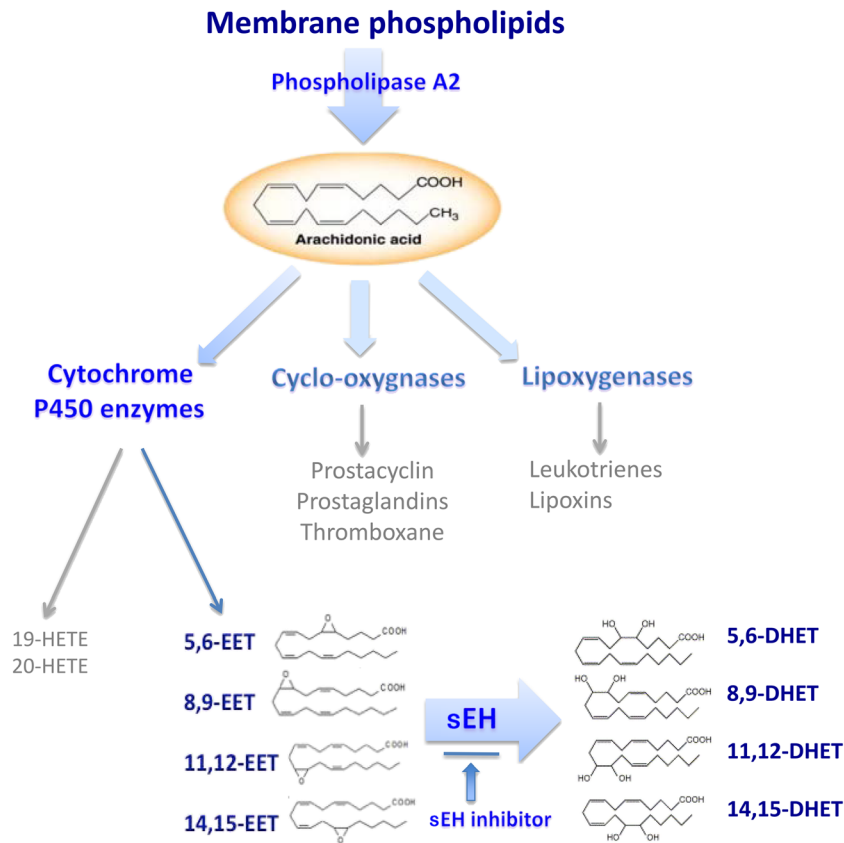 Membrane phospholipids
Phospholipase A2
COOH
CH₃
Arachidonic acid
Cytochrome
P450 enzymes
Cyclo-oxygnases
Lipoxygenases
Prostacyclin
Prostaglandins
Thromboxane
Leukotrienes
Lipoxins
19-HETE
20-HETE
5,6-EET
O
COOH
8,9-EET
O
COOH
11,12-EET
COOH
O
14,15-EET
COOH
O
sEH
sEH inhibitor
HO OH
COOH
5,6-DHET
HO OH
COOH
8,9-DHET
COOH
HO OH
11,12-DHET
COOH
HO OH
14,15-DHET